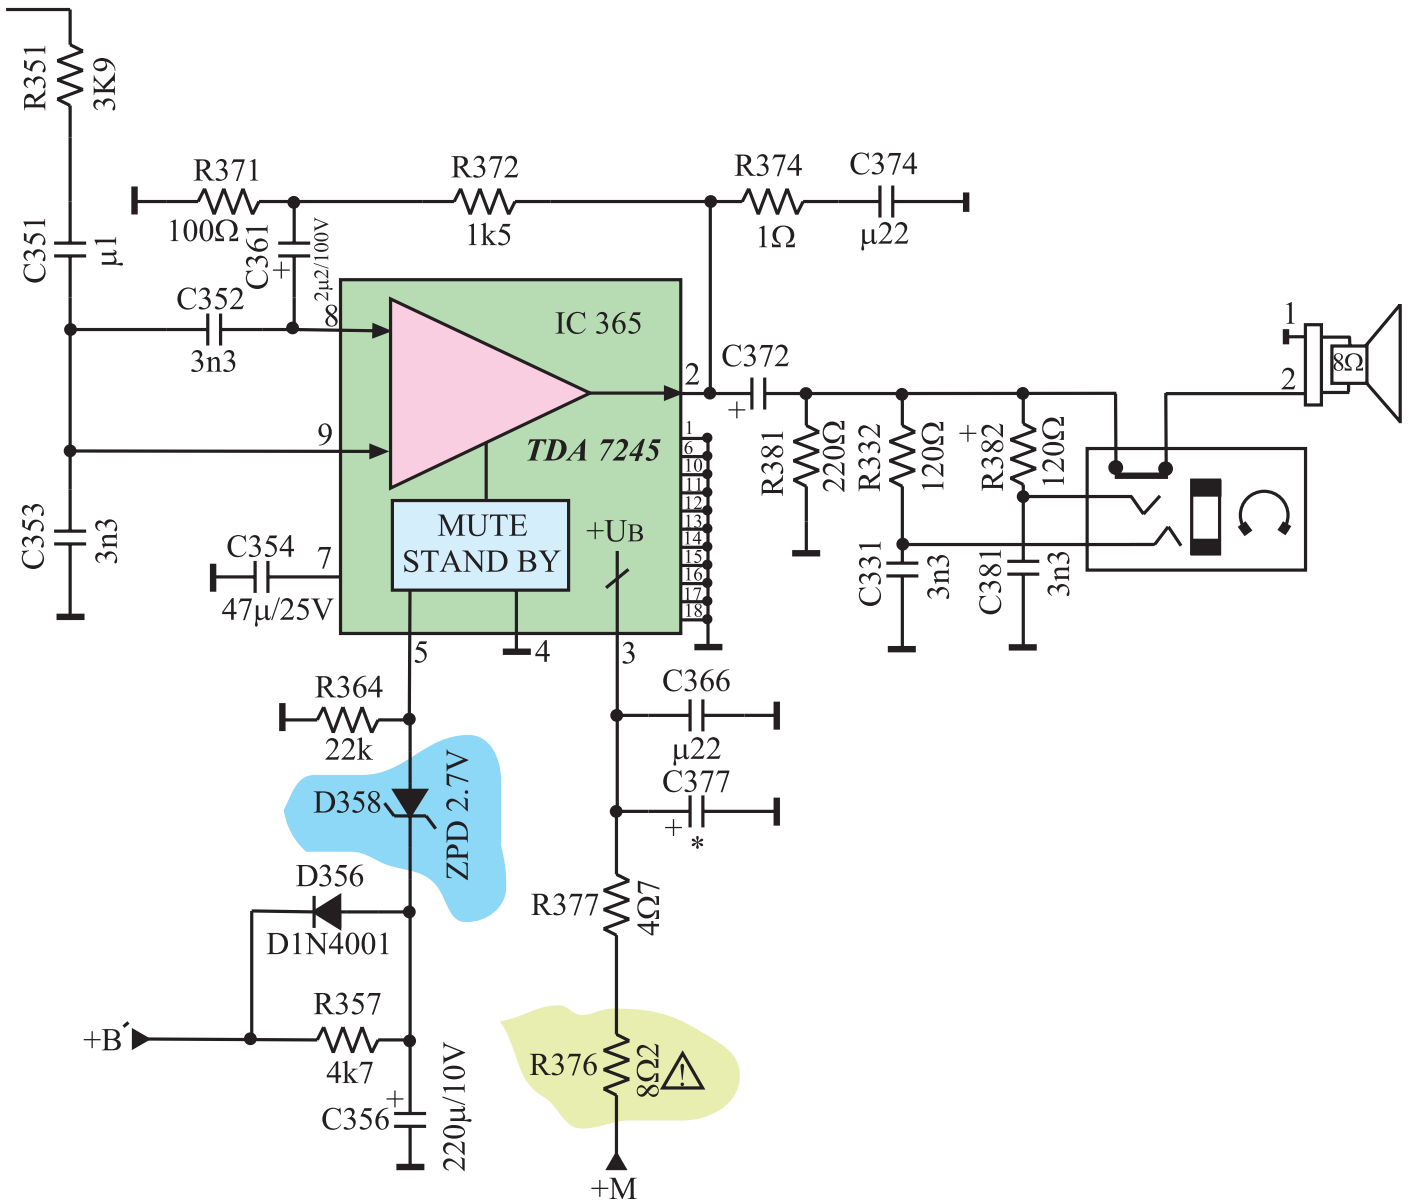 R351
3K9
R371
100Ω
R372
1k5
R374
1Ω
C374
μ22
C351
μ1
C361
+
2μ2/100V
C352
3n3
8
IC 365
2
C372
+
1
2
8Ω
9
TDA 7245
1
6
10
11
12
13
14
15
16
17
18
R381
220Ω
R332
120Ω
+
R382
120Ω
C353
3n3
C354
7
47μ/25V
MUTE
STAND BY
+UB
C331
3n3
C381
3n3
5
4
3
R364
22k
C366
μ22
C377
+
*
D358
ZPD 2.7V
D356
D1N4001
R377
4Ω7
R357
4k7
+B´
R376
8Ω2
!
+
C356
220μ/10V
+M